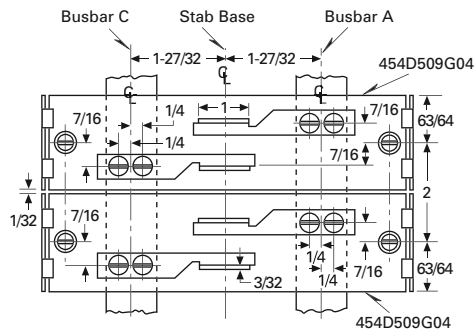 Busbar C Stab Base Busbar A
1-27/32 1-27/32
454D509G04
C L
C L C L
7/16 1/4 1 7/16 63/64
1/4
7/16
2
1/32
7/16
1/4 7/16 63/64
3/32 1/4
454D509G04